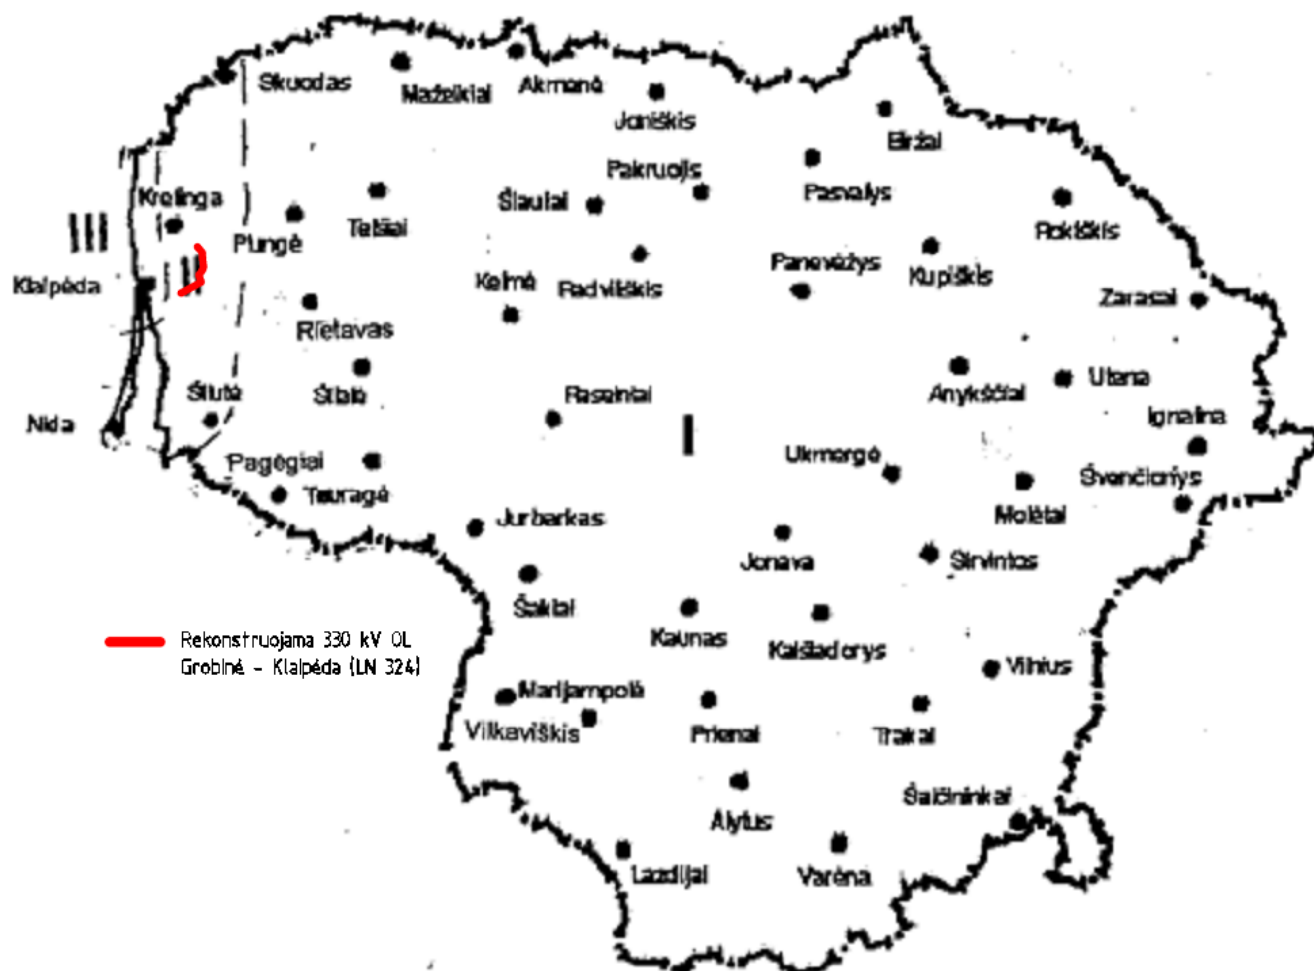 Skuodas
Mažeikiai
Akmenė
Joniškis
Biržai
Pakruojis
Pasvalys
Kretinga
Šiauliai
Plungė
Telšiai
Rokiškis
III
II
Klaipėda
Kelmė
Radviliškis
Panevėžys
Kupiškis
Zarasai
Rietavas
Šilutė
Šilalė
Raseiniai
Anykščiai
Utena
Nida
Ignalina
I
Pagėgiai
Ukmergė
Švenčionys
Tauragė
Jurbarkas
Molėtai
Jonava
Sirvintos
Šakiai
Kaunas
Kaišiadorys
Rekonstruojama 330 kV OL
Grobinė - Klaipėda (LN 324)
Vilnius
Marijampolė
Vilkaviškis
Prienai
Trakai
Šalčininkai
Alytus
Lazdijai
Varėna